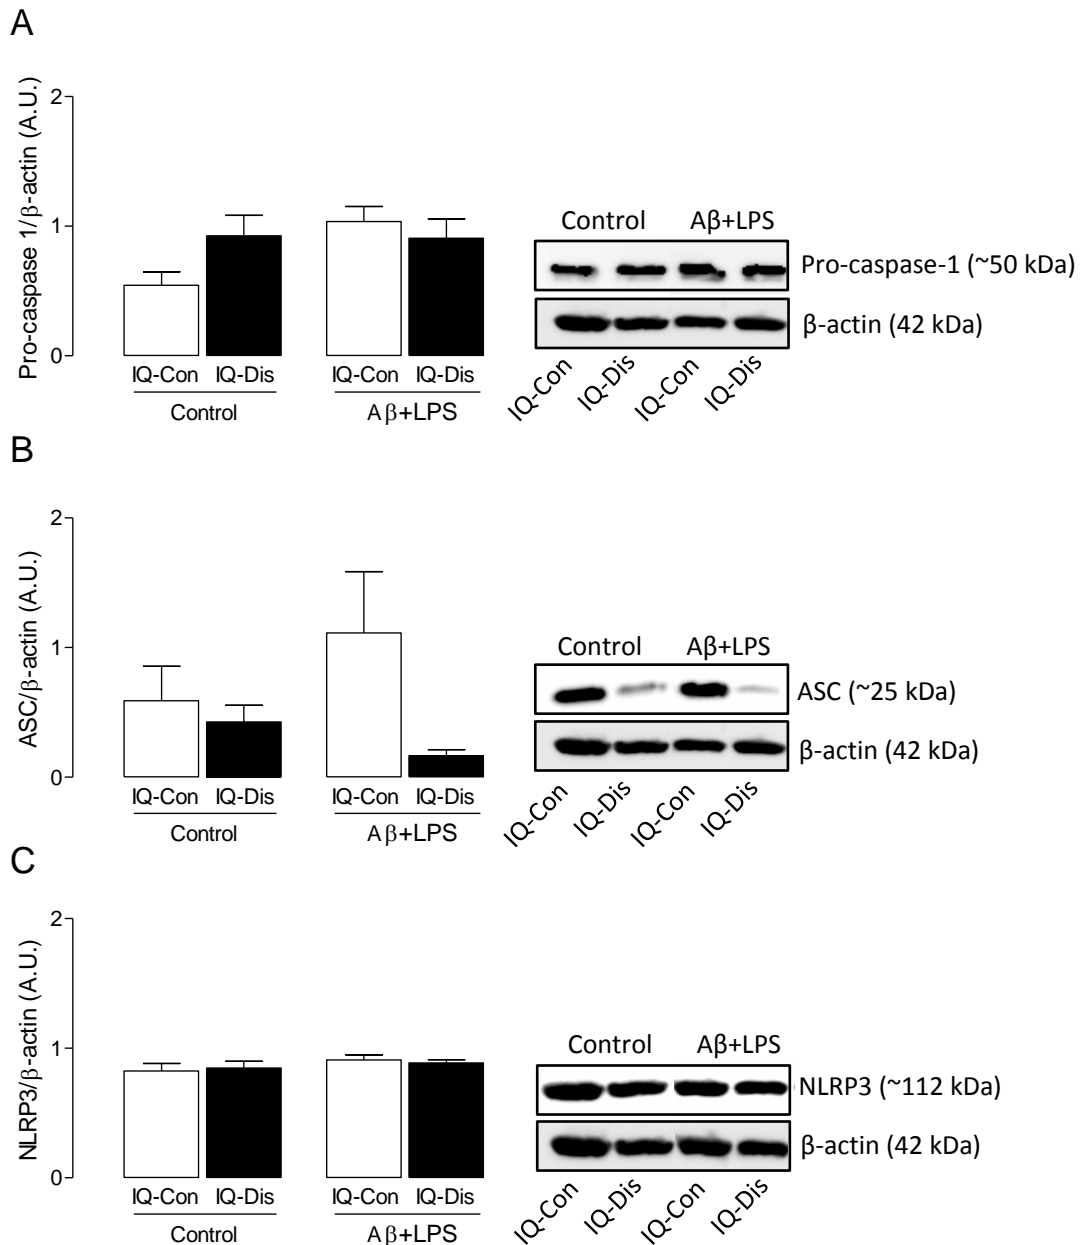 A
Pro-caspase 1/β-actin (A.U.)
2
1
0
IQ-Con IQ-Dis IQ-Con IQ-Dis
Control Aβ+LPS
Control Aβ+LPS
Pro-caspase-1 (~50 kDa)
β-actin (42 kDa)
IQ-Con IQ-Dis IQ-Con IQ-Dis
B
ASC/β-actin (A.U.)
2
1
0
IQ-Con IQ-Dis IQ-Con IQ-Dis
Control Aβ+LPS
Control Aβ+LPS
ASC (~25 kDa)
β-actin (42 kDa)
IQ-Con IQ-Dis IQ-Con IQ-Dis
C
NLRP3/β-actin (A.U.)
2
1
0
IQ-Con IQ-Dis IQ-Con IQ-Dis
Control Aβ+LPS
Control Aβ+LPS
NLRP3 (~112 kDa)
β-actin (42 kDa)
IQ-Con IQ-Dis IQ-Con IQ-Dis